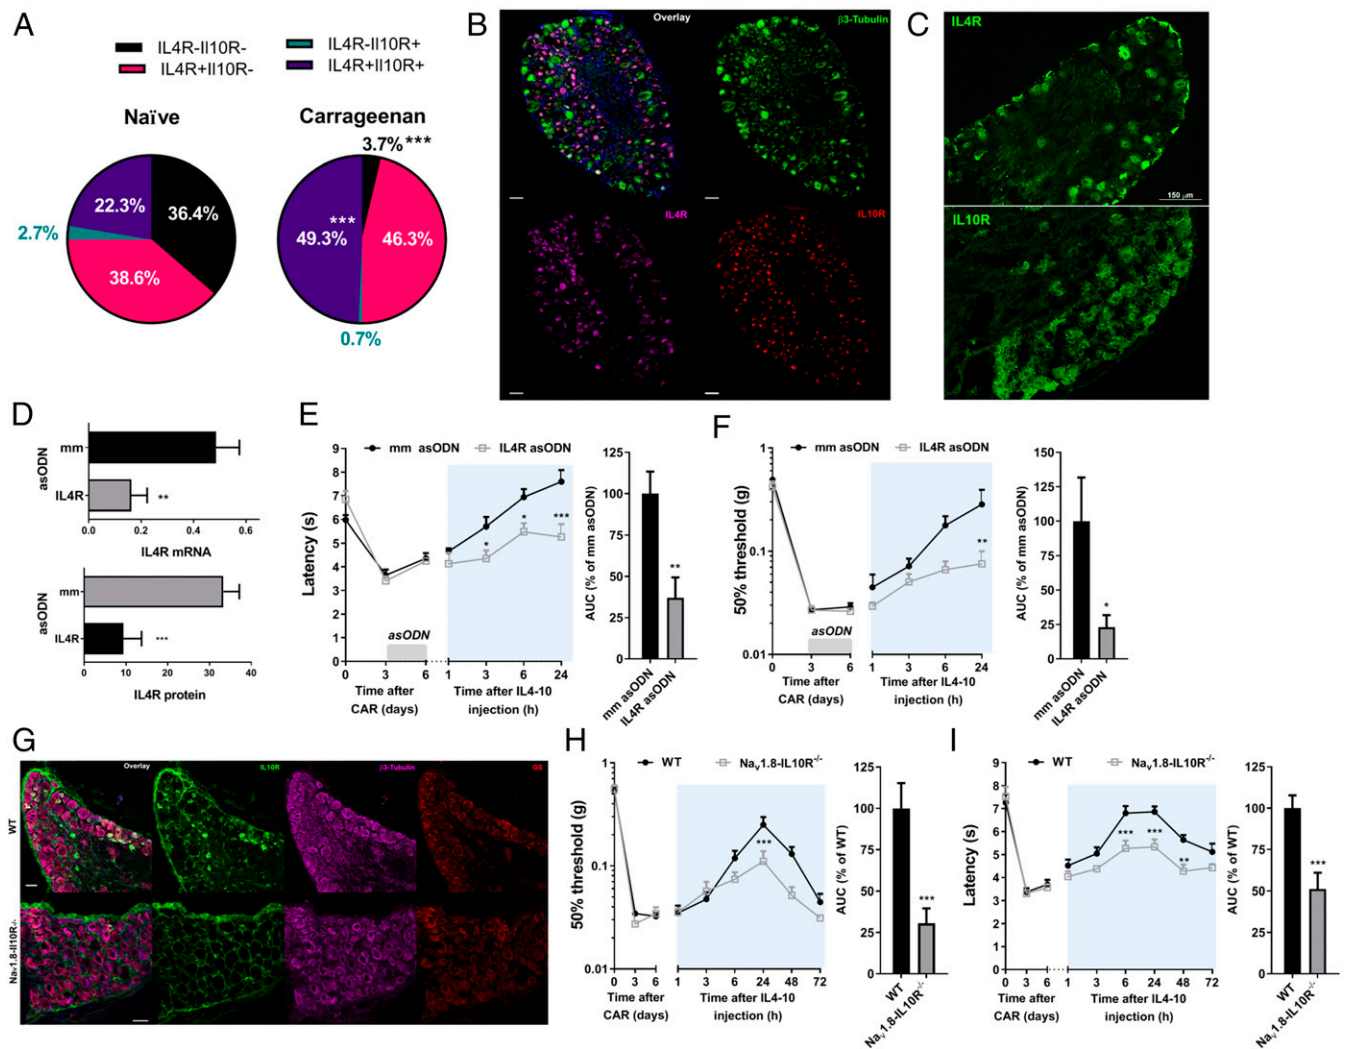 A
IL4R-Il10R-
IL4R-Il10R+
IL4R+Il10R-
IL4R+Il10R+
Naïve
Carrageenan
3.7% ***
22.3%
36.4%
2.7%
38.6%
***
49.3%
46.3%
0.7%
B
Overlay
β3-Tubulin
IL4R
IL10R
C
IL4R
150 µm
IL10R
D
asODN
mm
IL4R
**
0.0 0.2 0.4 0.6
IL4R mRNA
asODN
mm
IL4R
***
0 10 20 30 40
IL4R protein
E
mm asODN
IL4R asODN
Latency (s)
9
8
7
6
5
4
3
2
1
0
* * ***
asODN
0 3 6 1 3 6 24
Time after CAR (days)
Time after IL4-10 injection (h)
AUC (% of mm asODN)
125
100
75
50
25
0
**
mm asODN
IL4R asODN
F
mm asODN
IL4R asODN
50% threshold (g)
1
0.1
0.01
**
asODN
0 3 6 1 3 6 24
Time after CAR (days)
Time after IL4-10 injection (h)
AUC (% of mm asODN)
150
125
100
75
50
25
0
*
mm asODN
IL4R asODN
G
Overlay
IL10R
β3-Tubulin
GS
WT
Nav1.8-Il10R-/-
H
WT
Nav1.8-IL10R-/-
50% threshold (g)
1
0.1
0.01
***
0 3 6 1 3 6 24 48 72
Time after CAR (days)
Time after IL4-10 injection (h)
AUC (% of WT)
125
100
75
50
25
0
***
WT
Nav1.8-IL10R-/-
I
WT
Nav1.8-IL10R-/-
Latency (s)
9
8
7
6
5
4
3
2
1
0
*** *** **
0 3 6 1 3 6 24 48 72
Time after CAR (days)
Time after IL4-10 injection (h)
AUC (% of WT)
125
100
75
50
25
0
***
WT
Nav1.8-IL10R-/-